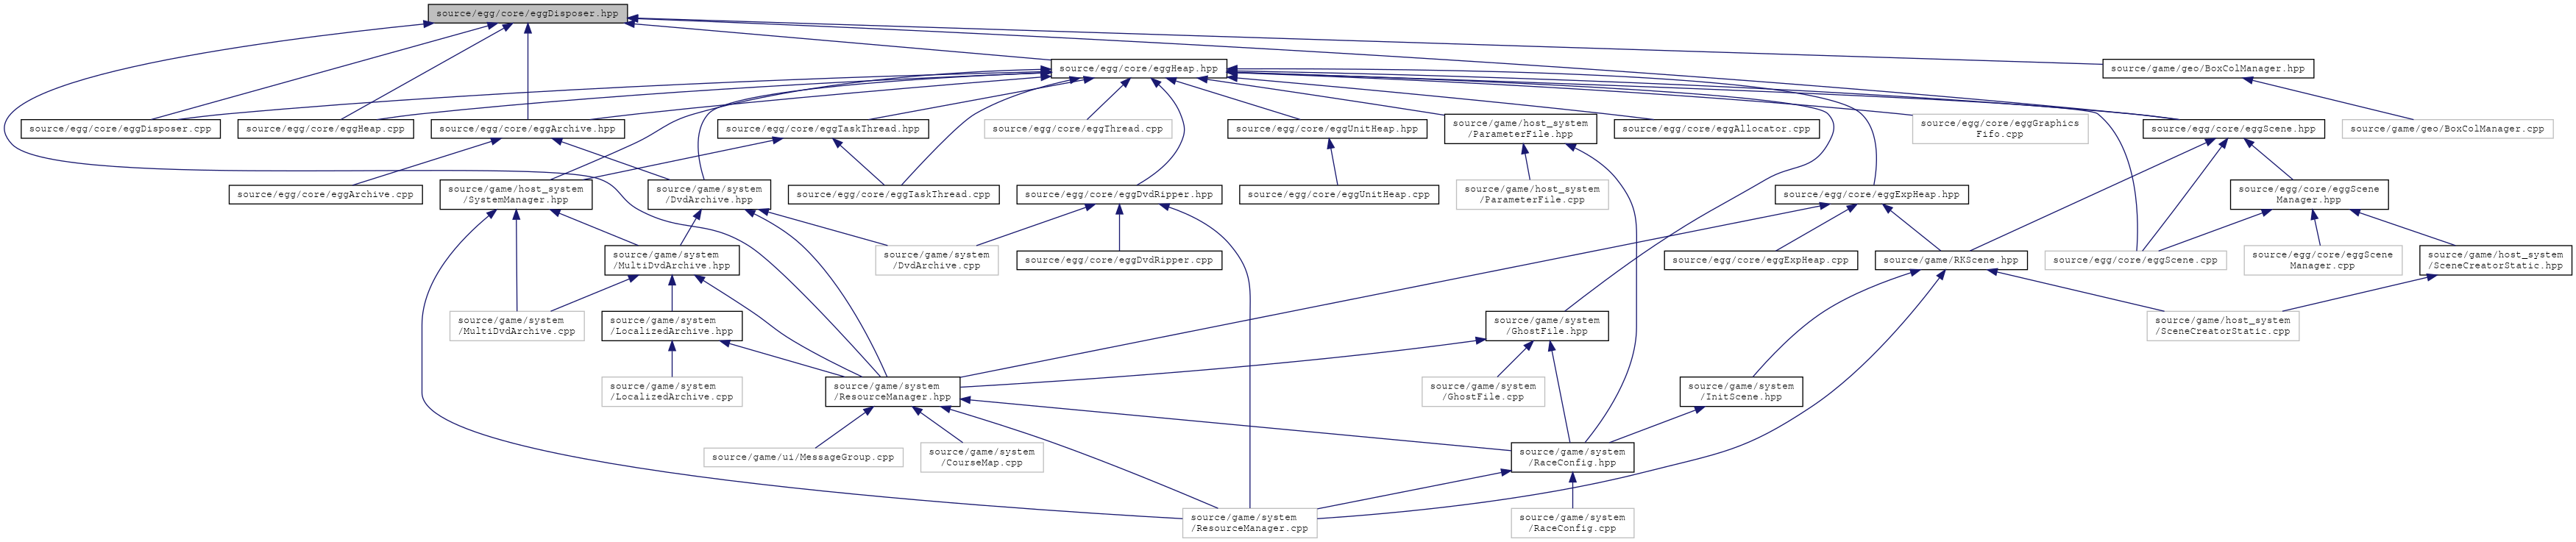 source/egg/core/eggDisposer.hpp
source/egg/core/eggHeap.hpp
source/game/geo/BoxColManager.hpp
source/egg/core/eggDisposer.cpp
source/egg/core/eggHeap.cpp
source/egg/core/eggArchive.hpp
source/egg/core/eggTaskThread.hpp
source/egg/core/eggThread.cpp
source/egg/core/eggUnitHeap.hpp
source/game/host_system
/ParameterFile.hpp
source/egg/core/eggAllocator.cpp
source/egg/core/eggGraphics
Fifo.cpp
source/egg/core/eggScene.hpp
source/game/geo/BoxColManager.cpp
source/egg/core/eggArchive.cpp
source/game/host_system
/SystemManager.hpp
source/game/system
/DvdArchive.hpp
source/egg/core/eggTaskThread.cpp
source/egg/core/eggDvdRipper.hpp
source/egg/core/eggUnitHeap.cpp
source/game/host_system
/ParameterFile.cpp
source/egg/core/eggExpHeap.hpp
source/egg/core/eggScene
Manager.hpp
source/game/system
/MultiDvdArchive.hpp
source/game/system
/DvdArchive.cpp
source/egg/core/eggDvdRipper.cpp
source/egg/core/eggExpHeap.cpp
source/game/RKScene.hpp
source/egg/core/eggScene.cpp
source/egg/core/eggScene
Manager.cpp
source/game/host_system
/SceneCreatorStatic.hpp
source/game/system
/MultiDvdArchive.cpp
source/game/system
/LocalizedArchive.hpp
source/game/system
/GhostFile.hpp
source/game/host_system
/SceneCreatorStatic.cpp
source/game/system
/LocalizedArchive.cpp
source/game/system
/ResourceManager.hpp
source/game/system
/GhostFile.cpp
source/game/system
/InitScene.hpp
source/game/ui/MessageGroup.cpp
source/game/system
/CourseMap.cpp
source/game/system
/RaceConfig.hpp
source/game/system
/ResourceManager.cpp
source/game/system
/RaceConfig.cpp